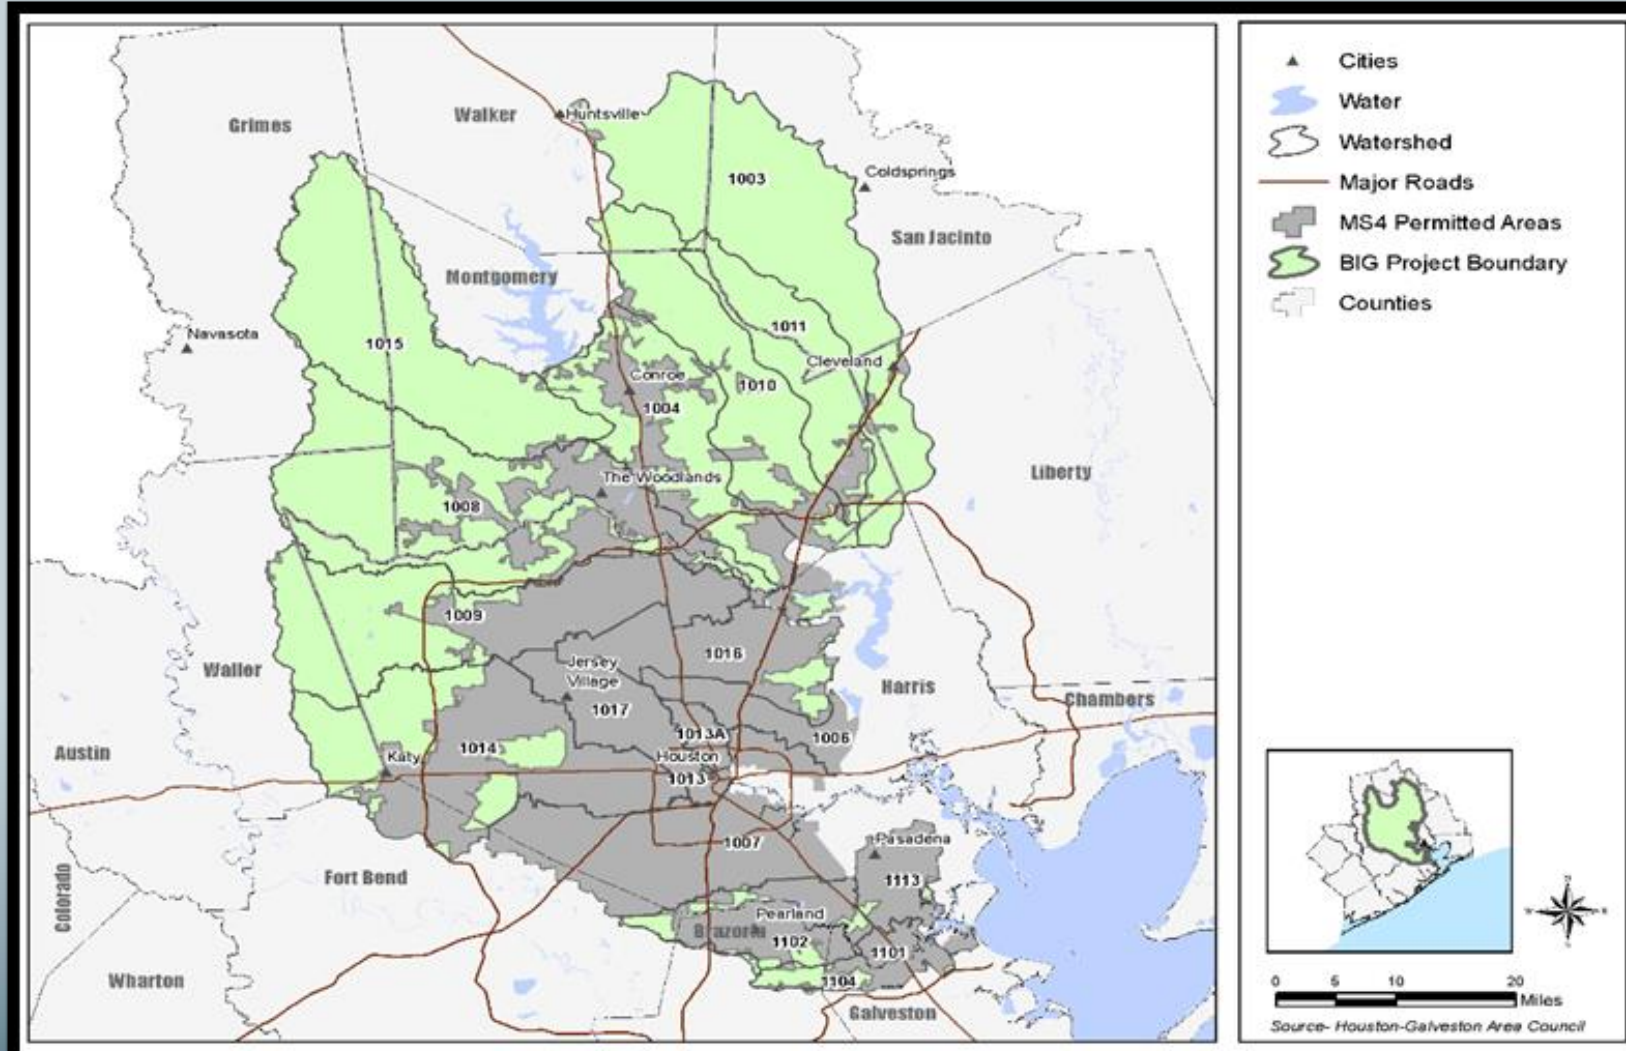 Huntsville
Walker
Grimes
1003
Coldsprings
San Jacinto
Montgomery
Navasota
1015
1011
Cleveland
Conroe
1010
1004
Liberty
The Woodlands
1008
1009
Waller
1016
Jersey
Village
Harris
Chambers
1017
1013A
1006
Austin
Katy
1014
Houston
1013
1007
Pasadena
Colorado
Fort Bend
1113
Pearland
Brazoria
1102
1101
Wharton
1104
Galveston
Cities
Water
Watershed
Major Roads
MS4 Permitted Areas
BIG Project Boundary
Counties
0 5 10 20
Miles
Source- Houston-Galveston Area Council